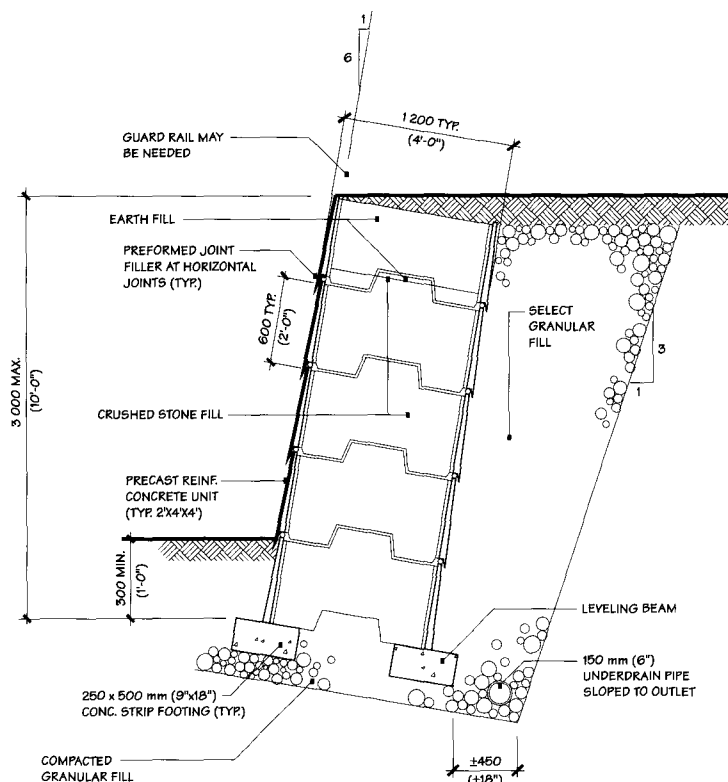 1
6
1 200 TYP.
(4'-0")
GUARD RAIL MAY
BE NEEDED
EARTH FILL
PREFORMED JOINT
FILLER AT HORIZONTAL
JOINTS (TYP.)
600 TYP.
(2'-0")
SELECT
GRANULAR
FILL
3
1
3 000 MAX.
(10'-0")
CRUSHED STONE FILL
PRECAST REINF.
CONCRETE UNIT
(TYP. 2'X4'X4')
300 MIN.
(1'-0")
LEVELING BEAM
150 mm (6")
UNDERDRAIN PIPE
SLOPED TO OUTLET
250 x 500 mm (9"x18")
CONC. STRIP FOOTING (TYP.)
COMPACTED
GRANULAR FILL
±450
(±18")